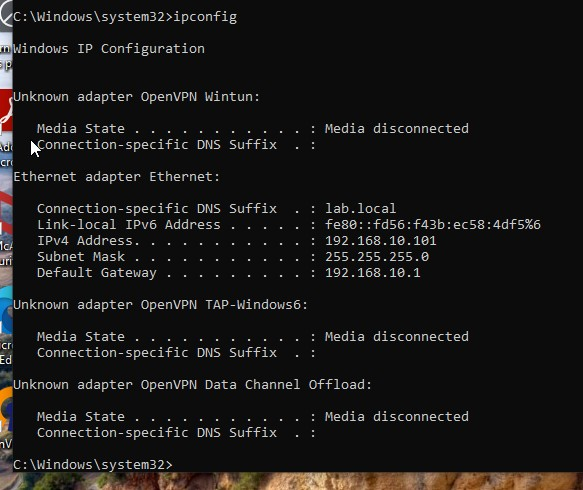 C:\Windows\system32>ipconfig
Windows IP Configuration
Unknown adapter OpenVPN Wintun:
Media State . . . . . . . . . . . : Media disconnected
Connection-specific DNS Suffix  . :
Ethernet adapter Ethernet:
Connection-specific DNS Suffix  . : lab.local
Link-local IPv6 Address . . . . . : fe80::fd56:f43b:ec58:4df5%6
IPv4 Address. . . . . . . . . . . : 192.168.10.101
Subnet Mask . . . . . . . . . . . : 255.255.255.0
Default Gateway . . . . . . . . . : 192.168.10.1
Unknown adapter OpenVPN TAP-Windows6:
Media State . . . . . . . . . . . : Media disconnected
Connection-specific DNS Suffix  . :
Unknown adapter OpenVPN Data Channel Offload:
Media State . . . . . . . . . . . : Media disconnected
Connection-specific DNS Suffix  . :
C:\Windows\system32>